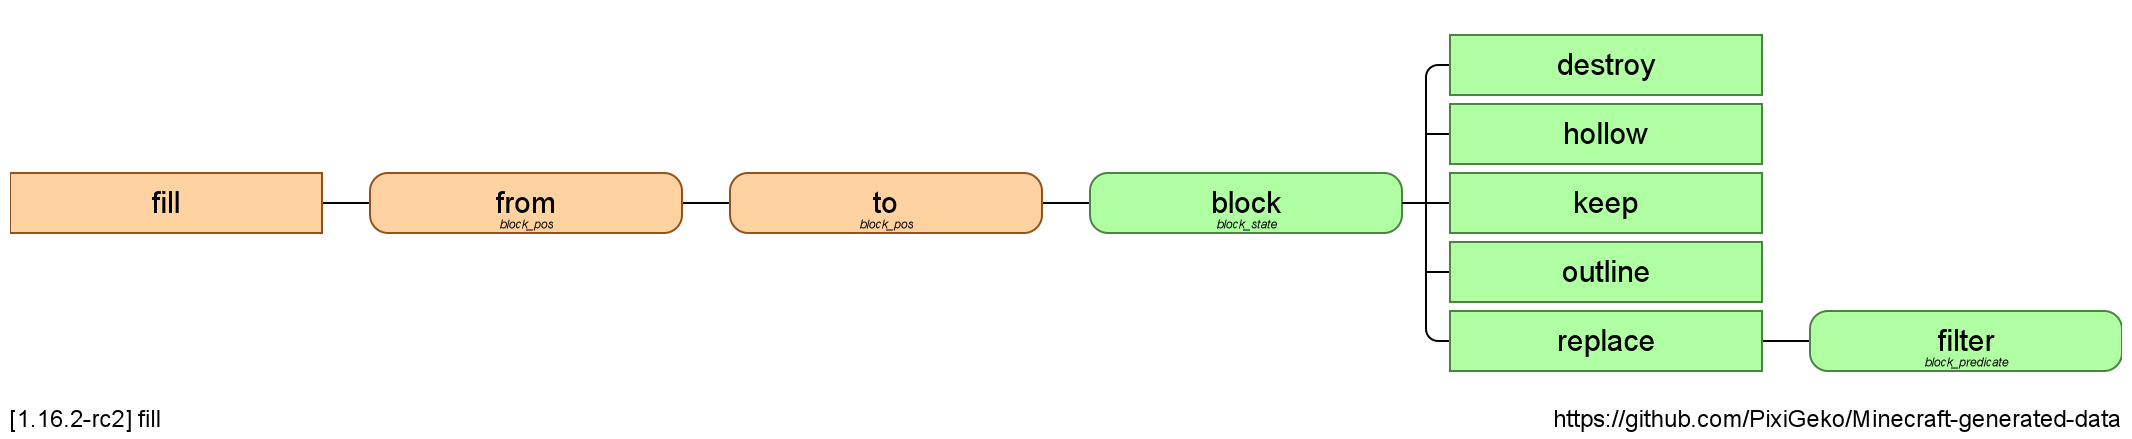 fill
from
block_pos
to
block_pos
block
block_state
destroy
hollow
keep
outline
replace
filter
block_predicate
[1.16.2-rc2] fill
https://github.com/PixiGeko/Minecraft-generated-data